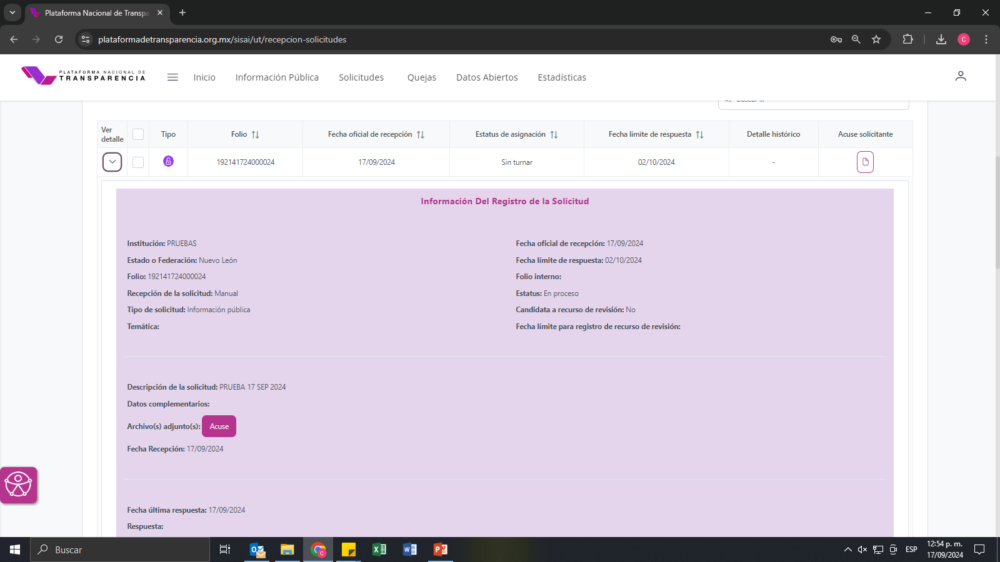 Plataforma Nacional de Transpa
plataformadetransparencia.org.mx/sisai/ut/recepcion-solicitudes
C
PLATAFORMA NACIONAL DE
TRANSPARENCIA
Inicio
Información Pública
Solicitudes
Quejas
Datos Abiertos
Estadísticas
Buscar ...
Ver detalle
Tipo
Folio
Fecha oficial de recepción
Estatus de asignación
Fecha límite de respuesta
Detalle histórico
Acuse solicitante
192141724000024
17/09/2024
Sin turnar
02/10/2024
-
Información Del Registro de la Solicitud
Institución: PRUEBAS
Estado o Federación: Nuevo León
Folio: 192141724000024
Recepción de la solicitud: Manual
Tipo de solicitud: Información pública
Temática:
Fecha oficial de recepción: 17/09/2024
Fecha límite de respuesta: 02/10/2024
Folio interno:
Estatus: En proceso
Candidata a recurso de revisión: No
Fecha límite para registro de recurso de revisión:
Descripción de la solicitud: PRUEBA 17 SEP 2024
Datos complementarios:
Archivo(s) adjunto(s): Acuse
Fecha Recepción: 17/09/2024
Fecha última respuesta: 17/09/2024
Respuesta:
Buscar
ESP
12:54 p. m.
17/09/2024